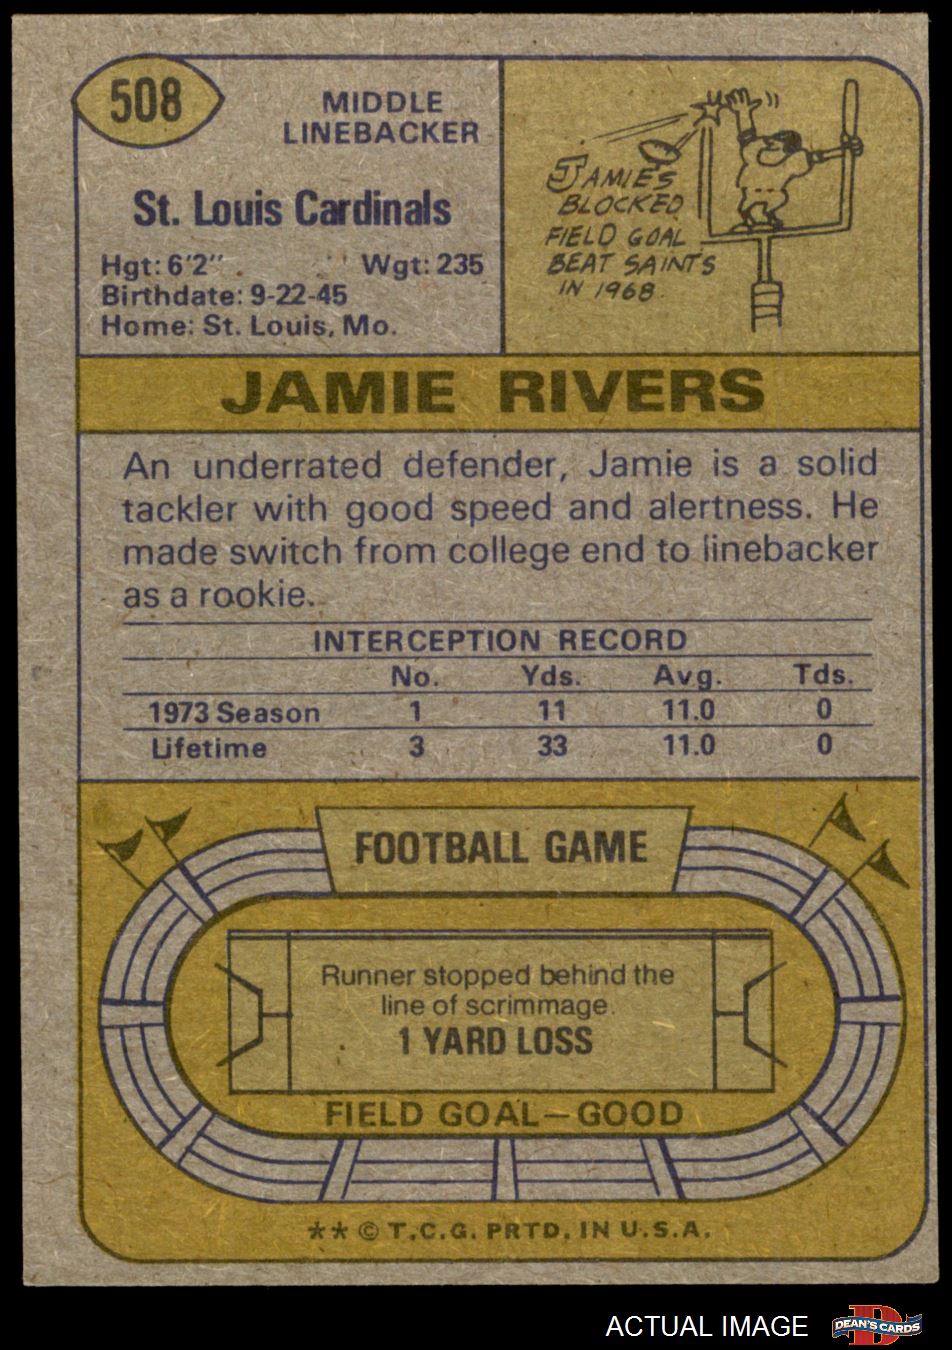 508
MIDDLE
LINEBACKER
St. Louis Cardinals
Hgt: 6'2" Wgt: 235
Birthdate: 9-22-45
Home: St. Louis, Mo.
JAMIE'S
BLOCKED
FIELD GOAL
BEAT SAINTS
IN 1968
JAMIE RIVERS
An underrated defender, Jamie is a solid
tackler with good speed and alertness. He
made switch from college end to linebacker
as a rookie.
INTERCEPTION RECORD
No. Yds. Avg. Tds.
1973 Season 1 11 11.0 0
Lifetime 3 33 11.0 0
FOOTBALL GAME
Runner stopped behind the
line of scrimmage.
1 YARD LOSS
FIELD GOAL—GOOD
** © T.C.G. PRTD. IN U.S.A.
ACTUAL IMAGE
D
DEAN'S CARDS